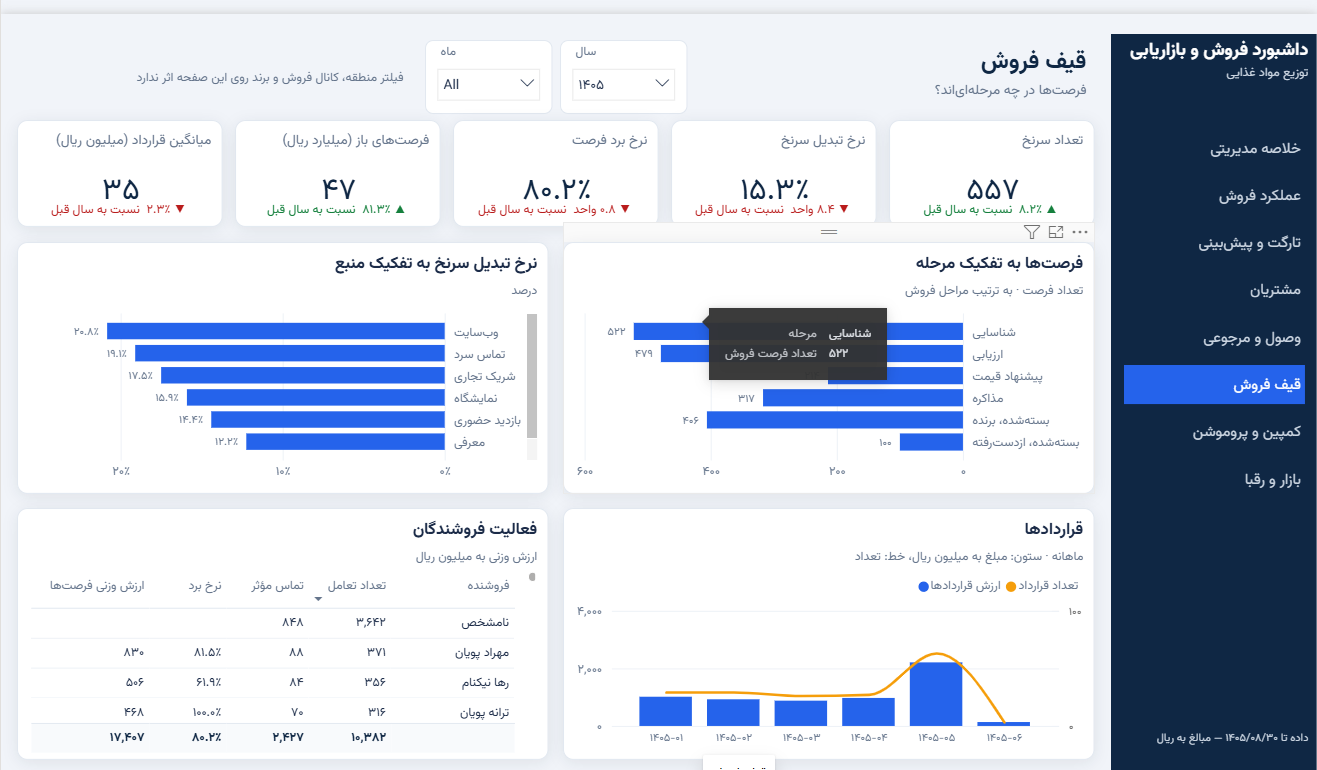 داشبورد فروش و بازاریابی
توزیع مواد غذایی
خلاصه مدیریتی
عملکرد فروش
تارگت و پیش‌بینی
مشتریان
وصول و مرجوعی
قیف فروش
کمپین و پروموشن
بازار و رقبا
داده تا ۱۴۰۵/۰۸/۳۰ — مبالغ به ریال
قیف فروش
فرصت‌ها در چه مرحله‌ای‌اند؟
سال
۱۴۰۵
ماه
All
فیلتر منطقه، کانال فروش و برند روی این صفحه اثر ندارد
تعداد سرنخ
۵۵۷
▲ ۸.۲٪ نسبت به سال قبل
نرخ تبدیل سرنخ
۱۵.۳٪
▼ ۸.۴ واحد نسبت به سال قبل
نرخ برد فرصت
۸۰.۲٪
▼ ۰.۸ واحد نسبت به سال قبل
فرصت‌های باز (میلیارد ریال)
۴۷
▲ ۸۱.۳٪ نسبت به سال قبل
میانگین قرارداد (میلیون ریال)
۳۵
▼ ۲.۳٪ نسبت به سال قبل
فرصت‌ها به تفکیک مرحله
تعداد فرصت · به ترتیب مراحل فروش
شناسایی ۵۲۲
ارزیابی ۴۷۹
پیشنهاد قیمت
مذاکره ۳۱۷
بسته‌شده، برنده ۴۰۶
بسته‌شده، ازدست‌رفته ۱۰۰
۰ ۲۰۰ ۴۰۰ ۶۰۰
مرحله شناسایی
تعداد فرصت فروش ۵۲۲
نرخ تبدیل سرنخ به تفکیک منبع
درصد
وب‌سایت ۲۰.۸٪
تماس سرد ۱۹.۱٪
شریک تجاری ۱۷.۵٪
نمایشگاه ۱۵.۹٪
بازدید حضوری ۱۴.۴٪
معرفی ۱۲.۲٪
۰٪ ۱۰٪ ۲۰٪
قراردادها
ماهانه · ستون: مبلغ به میلیون ریال، خط: تعداد
تعداد قرارداد ارزش قراردادها
۴,۰۰۰ ۱۰۰
۲,۰۰۰
۰ ۰
۱۴۰۵-۰۱ ۱۴۰۵-۰۲ ۱۴۰۵-۰۳ ۱۴۰۵-۰۴ ۱۴۰۵-۰۵ ۱۴۰۵-۰۶
فعالیت فروشندگان
ارزش وزنی به میلیون ریال
فروشنده تعداد تعامل تماس مؤثر نرخ برد ارزش وزنی فرصت‌ها
نامشخص ۳,۶۴۲ ۸۴۸
مهراد پویان ۳۷۱ ۸۸ ۸۱.۵٪ ۸۳۰
رها نیکنام ۳۵۶ ۸۴ ۶۱.۹٪ ۵۰۶
ترانه پویان ۳۱۶ ۷۰ ۱۰۰.۰٪ ۴۶۸
۱۰,۳۸۲ ۲,۴۲۷ ۸۰.۲٪ ۱۷,۴۰۷